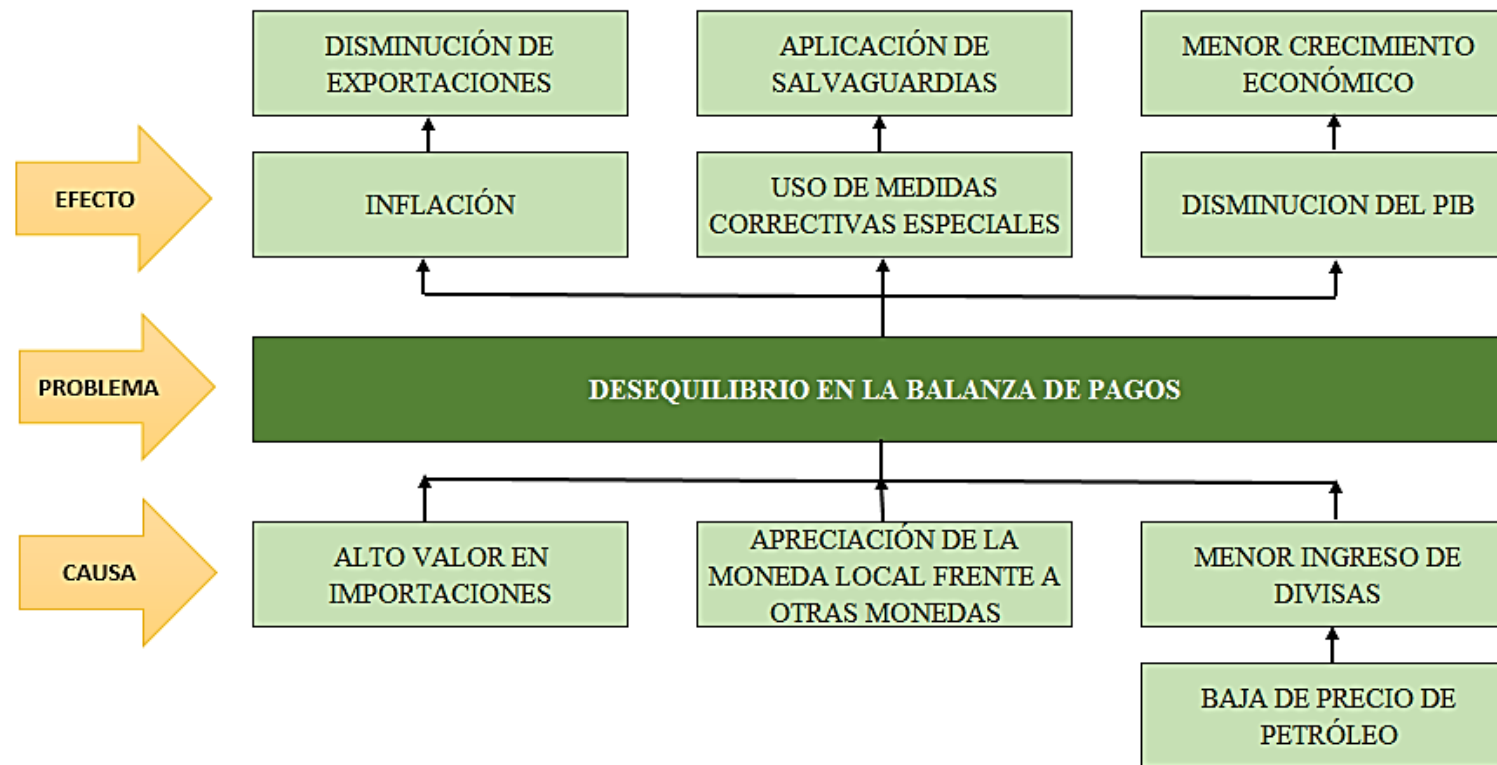 DISMINUCIÓN DE
EXPORTACIONES
APLICACIÓN DE
SALVAGUARDIAS
MENOR CRECIMIENTO
ECONÓMICO
EFECTO
INFLACIÓN
USO DE MEDIDAS
CORRECTIVAS ESPECIALES
DISMINUCION DEL PIB
PROBLEMA
DESEQUILIBRIO EN LA BALANZA DE PAGOS
CAUSA
ALTO VALOR EN
IMPORTACIONES
APRECIACIÓN DE LA
MONEDA LOCAL FRENTE A
OTRAS MONEDAS
MENOR INGRESO DE
DIVISAS
BAJA DE PRECIO DE
PETRÓLEO